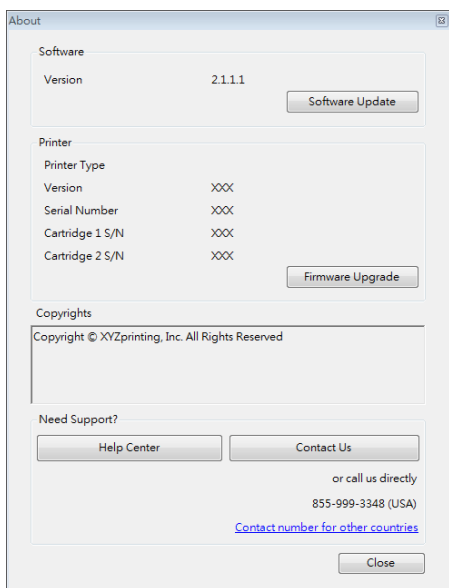 About
Software
Version 2.1.1.1
Software Update
Printer
Printer Type
Version XXX
Serial Number XXX
Cartridge 1 S/N XXX
Cartridge 2 S/N XXX
Firmware Upgrade
Copyrights
Copyright © XYZprinting, Inc. All Rights Reserved
Need Support?
Help Center Contact Us
or call us directly
855-999-3348 (USA)
Contact number for other countries
Close